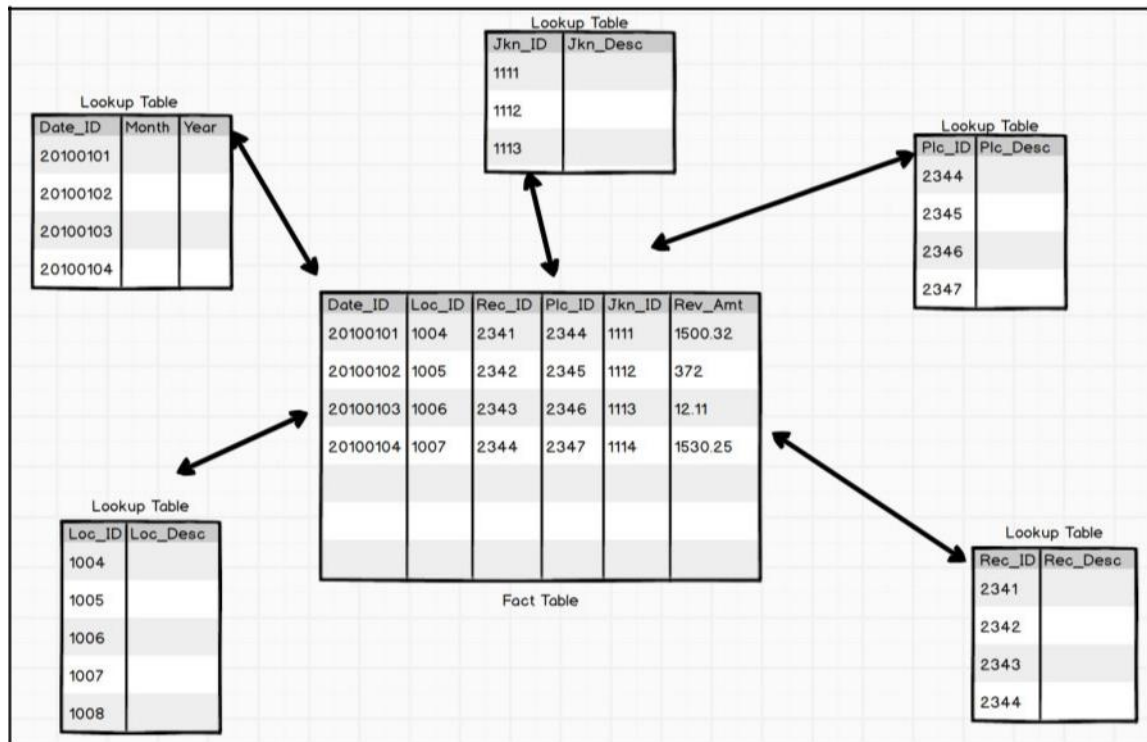 Lookup Table
Jkn_ID Jkn_Desc
1111
1112
1113
Lookup Table
Date_ID Month Year
20100101
20100102
20100103
20100104
Lookup Table
Plc_ID Plc_Desc
2344
2345
2346
2347
Date_ID Loc_ID Rec_ID Plc_ID Jkn_ID Rev_Amt
20100101 1004 2341 2344 1111 1500.32
20100102 1005 2342 2345 1112 372
20100103 1006 2343 2346 1113 12.11
20100104 1007 2344 2347 1114 1530.25
Fact Table
Lookup Table
Loc_ID Loc_Desc
1004
1005
1006
1007
1008
Lookup Table
Rec_ID Rec_Desc
2341
2342
2343
2344